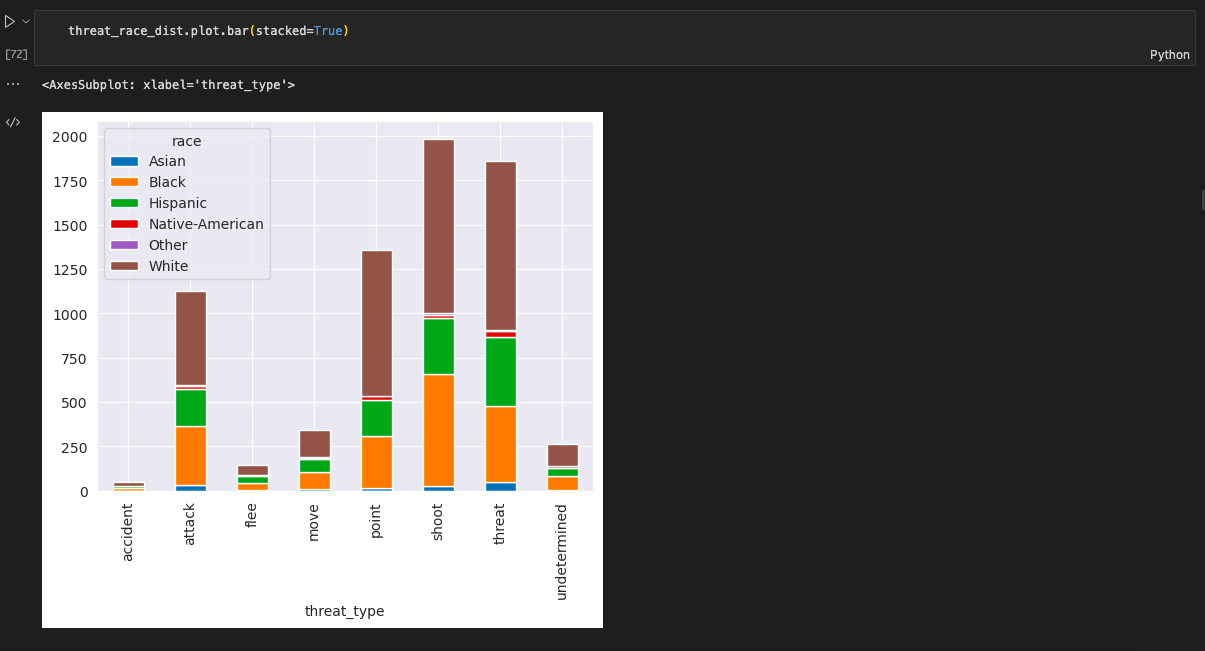 threat_race_dist.plot.bar(stacked=True)
[72]
Python
<AxesSubplot: xlabel='threat_type'>
race
Asian
Black
Hispanic
Native-American
Other
White
2000
1750
1500
1250
1000
750
500
250
0
accident
attack
flee
move
point
shoot
threat
undetermined
threat_type